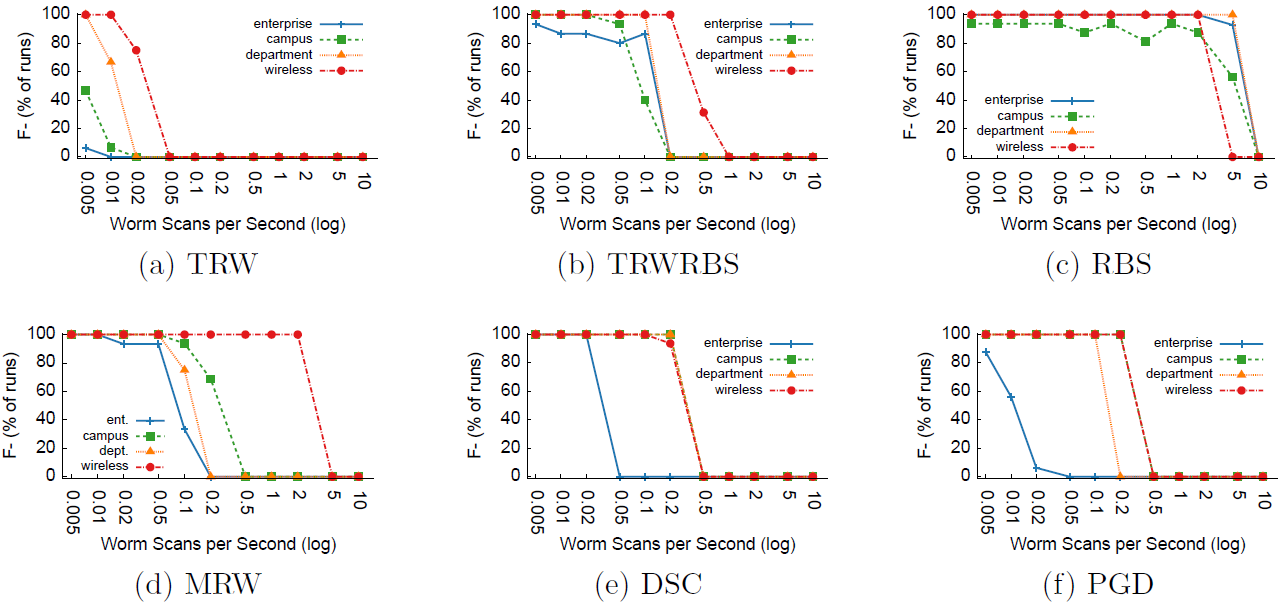 F- (% of runs)
100
80
60
40
20
0
enterprise
campus
department
wireless
0.005
0.01
0.02
0.05
0.1
0.2
0.5
1
2
5
10
Worm Scans per Second (log)
(a) TRW
F- (% of runs)
100
80
60
40
20
0
enterprise
campus
department
wireless
0.005
0.01
0.02
0.05
0.1
0.2
0.5
1
2
5
10
Worm Scans per Second (log)
(b) TRWRBS
F- (% of runs)
100
80
60
40
20
0
enterprise
campus
department
wireless
0.005
0.01
0.02
0.05
0.1
0.2
0.5
1
2
5
10
Worm Scans per Second (log)
(c) RBS
F- (% of runs)
100
80
60
40
20
0
ent.
campus
dept.
wireless
0.005
0.01
0.02
0.05
0.1
0.2
0.5
1
2
5
10
Worm Scans per Second (log)
(d) MRW
F- (% of runs)
100
80
60
40
20
0
enterprise
campus
department
wireless
0.005
0.01
0.02
0.05
0.1
0.2
0.5
1
2
5
10
Worm Scans per Second (log)
(e) DSC
F- (% of runs)
100
80
60
40
20
0
enterprise
campus
department
wireless
0.005
0.01
0.02
0.05
0.1
0.2
0.5
1
2
5
10
Worm Scans per Second (log)
(f) PGD